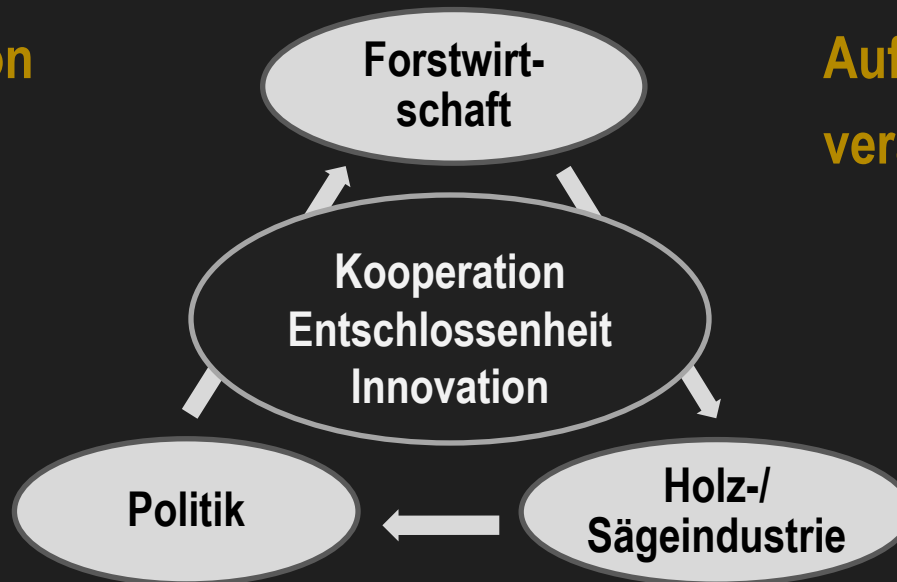 Forstwirt-
schaft
Kooperation
Entschlossenheit
Innovation
Politik
Holz-/
Sägeindustrie